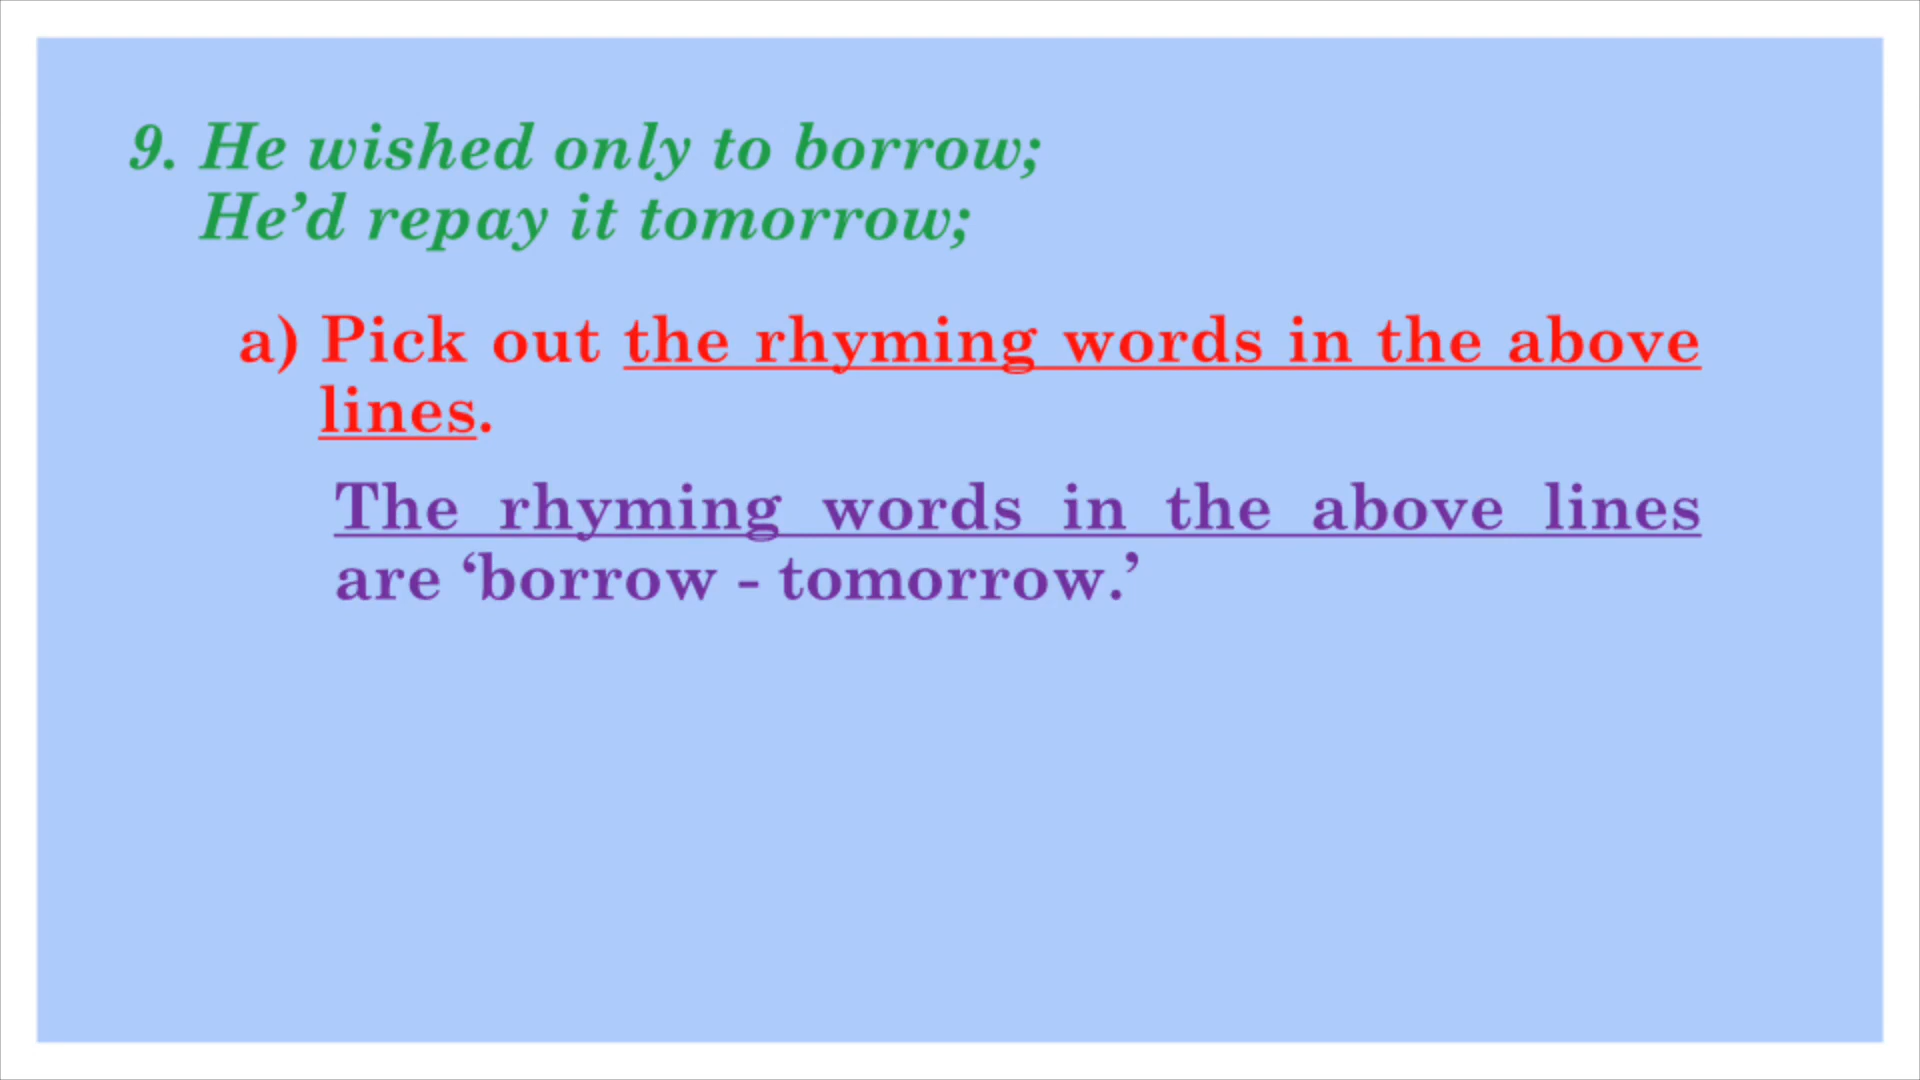 9. He wished only to borrow;
He’d repay it tomorrow;
a) Pick out the rhyming words in the above
lines.
The rhyming words in the above lines
are ‘borrow - tomorrow.’